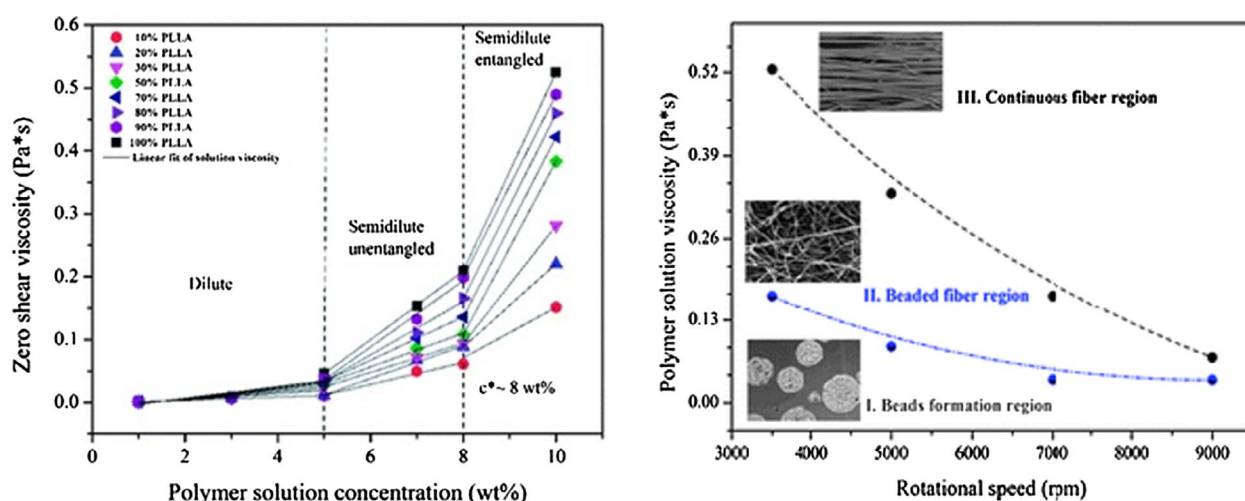 0.6
0.5
0.4
0.3
0.2
0.1
0.0
Zero shear viscosity (Pa*s)
10% PLLA
20% PLLA
30% PLLA
50% PLLA
70% PLLA
80% PLLA
90% PLLA
100% PLLA
Linear fit of solution viscosity
Dilute
Semidilute
unentangled
Semidilute
entangled
c*~ 8 wt%
0 2 4 6 8 10
Polymer solution concentration (wt%)
0.52
0.39
0.26
0.13
0.00
Polymer solution viscosity (Pa*s)
III. Continuous fiber region
II. Beaded fiber region
I. Beads formation region
3000 4000 5000 6000 7000 8000 9000
Rotational speed (rpm)